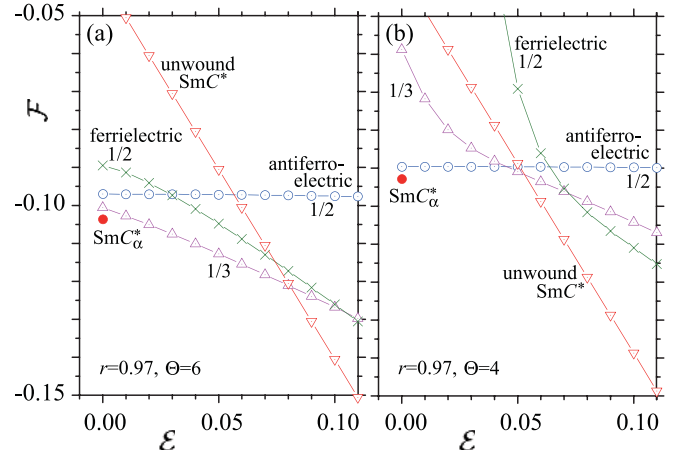 -0.05
(a)
unwound
SmC*
ferrielectric
1/2
antiferro-
electric
1/2
SmC*α
1/3
r=0.97, Θ=6
ℱ
-0.10
-0.15
0.00
0.05
0.10
ℰ
(b)
ferrielectric
1/2
1/3
antiferro-
electric
1/2
SmC*α
unwound
SmC*
r=0.97, Θ=4
0.00
0.05
0.10
ℰ